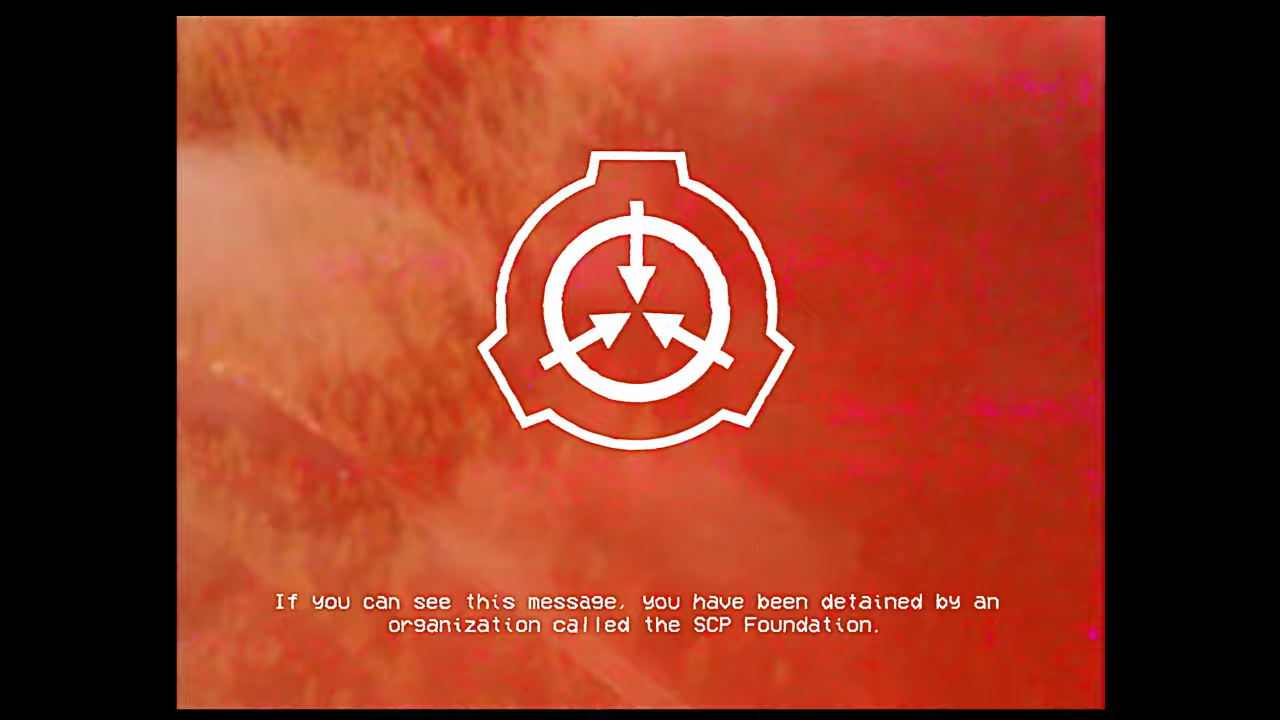 If you can see this message, you have been detained by an
organization called the SCP Foundation.